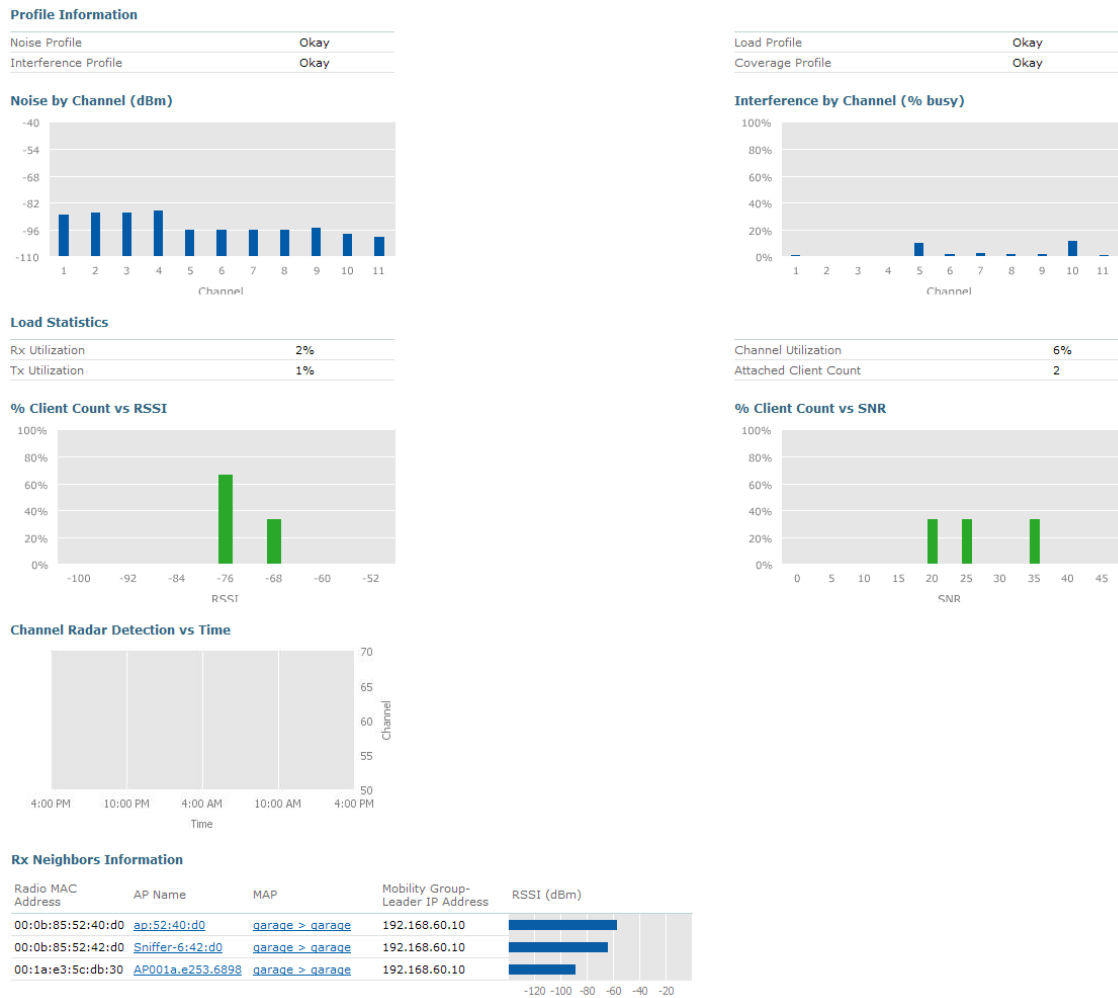 Profile Information
Noise Profile Okay
Load Profile Okay
Interference Profile Okay
Coverage Profile Okay
Noise by Channel (dBm)
-40
-54
-68
-82
-96
-110
1 2 3 4 5 6 7 8 9 10 11
Channel
Interference by Channel (% busy)
100%
80%
60%
40%
20%
0%
1 2 3 4 5 6 7 8 9 10 11
Channel
Load Statistics
Rx Utilization 2%
Channel Utilization 6%
Tx Utilization 1%
Attached Client Count 2
% Client Count vs RSSI
100%
80%
60%
40%
20%
0%
-100 -92 -84 -76 -68 -60 -52
RSSI
% Client Count vs SNR
100%
80%
60%
40%
20%
0%
0 5 10 15 20 25 30 35 40 45
SNR
Channel Radar Detection vs Time
70
65
60
55
50
Channel
4:00 PM 10:00 PM 4:00 AM 10:00 AM 4:00 PM
Time
Rx Neighbors Information
Radio MAC Address AP Name MAP Mobility Group-Leader IP Address RSSI (dBm)
00:0b:85:52:40:d0 ap:52:40:d0 garage > garage 192.168.60.10
00:0b:85:52:42:d0 Sniffer-6:42:d0 garage > garage 192.168.60.10
00:1a:e3:5c:db:30 AP001a.e253.6898 garage > garage 192.168.60.10
-120 -100 -80 -60 -40 -20